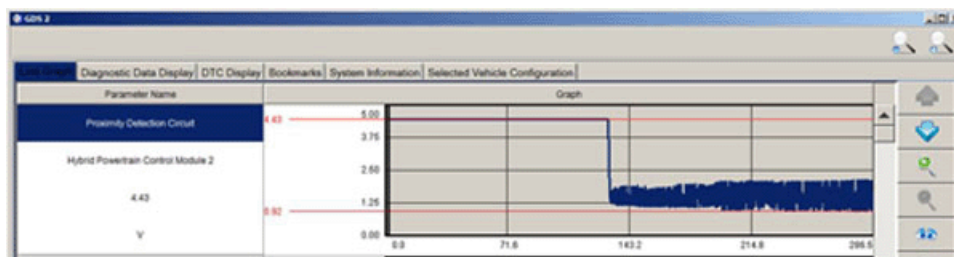 GDS 2
Diagnostic Data Display DTC Display Bookmarks System Information Selected Vehicle Configuration
Parameter Name Graph
Proximity Detection Circuit
Hybrid Powertrain Control Module 2
4.43
V
4.43
0.92
5.00
3.75
2.50
1.25
0.00
0.0 71.6 143.2 214.8 286.5